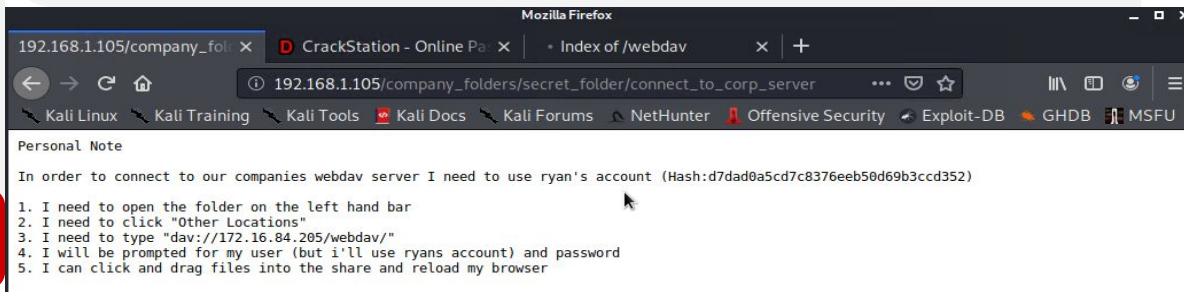 Mozilla Firefox
192.168.1.105/company_fol
CrackStation - Online Pa
Index of /webdav
192.168.1.105/company_folders/secret_folder/connect_to_corp_server
Kali Linux Kali Training Kali Tools Kali Docs Kali Forums NetHunter Offensive Security Exploit-DB GHDB MSFU
Personal Note
In order to connect to our companies webdav server I need to use ryan's account (Hash:d7dad0a5cd7c8376eeb50d69b3ccd352)
1. I need to open the folder on the left hand bar
2. I need to click "Other Locations"
3. I need to type "dav://172.16.84.205/webdav/"
4. I will be prompted for my user (but i'll use ryans account) and password
5. I can click and drag files into the share and reload my browser